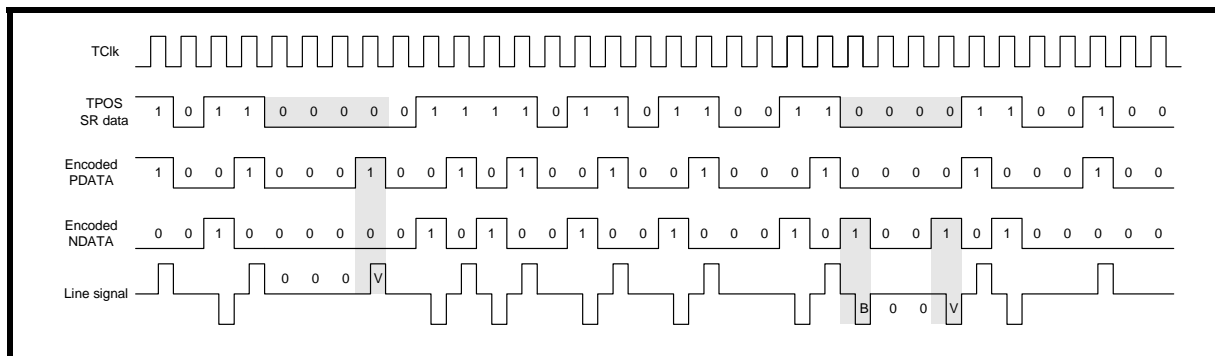 TClk
TPOS
SR data
1 0 1 1 0 0 0 0 0 1 1 1 1 0 1 1 0 1 1 0 0 1 1 0 0 0 0 1 1 0 0 1 0 0
Encoded
PDATA
1 0 0 1 0 0 0 1 0 0 1 0 1 0 0 1 0 0 1 0 0 0 1 0 0 0 0 1 0 0 0 1 0 0
Encoded
NDATA
0 0 1 0 0 0 0 0 0 1 0 1 0 0 1 0 0 1 0 0 0 1 0 1 0 0 1 0 1 0 0 0 0 0
Line signal
0 0 0 V B 0 0 V